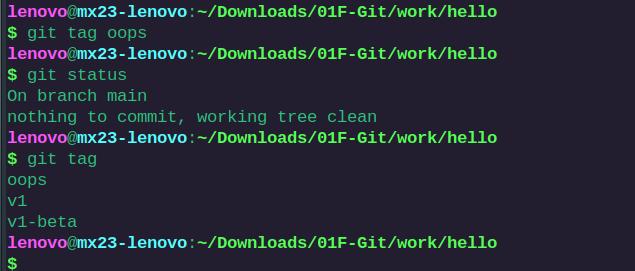 lenovo@mx23-lenovo:~/Downloads/01F-Git/work/hello
$ git tag oops
lenovo@mx23-lenovo:~/Downloads/01F-Git/work/hello
$ git status
On branch main
nothing to commit, working tree clean
lenovo@mx23-lenovo:~/Downloads/01F-Git/work/hello
$ git tag
oops
v1
v1-beta
lenovo@mx23-lenovo:~/Downloads/01F-Git/work/hello
$